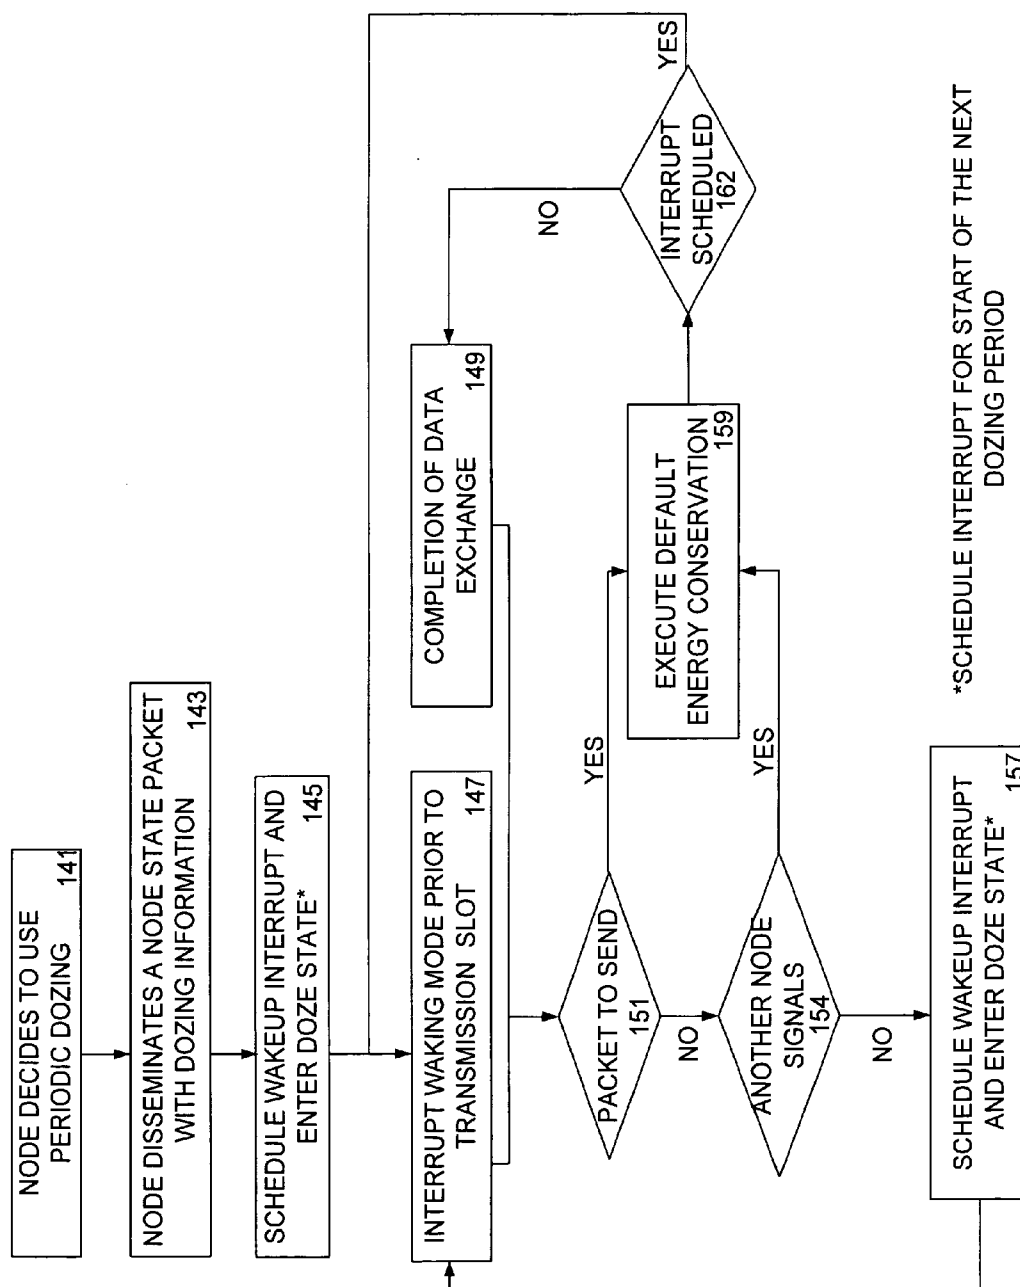 NODE DECIDES TO USE
PERIODIC DOZING 141
NODE DISSEMINATES A NODE STATE PACKET
WITH DOZING INFORMATION 143
SCHEDULE WAKEUP INTERRUPT AND
ENTER DOZE STATE* 145
INTERRUPT WAKING MODE PRIOR TO
TRANSMISSION SLOT 147
COMPLETION OF DATA
EXCHANGE 149
PACKET TO SEND
151
YES
NO
ANOTHER NODE
SIGNALS
154
YES
NO
SCHEDULE WAKEUP INTERRUPT
AND ENTER DOZE STATE* 157
EXECUTE DEFAULT
ENERGY CONSERVATION
159
INTERRUPT
SCHEDULED
162
NO
YES
*SCHEDULE INTERRUPT FOR START OF THE NEXT
DOZING PERIOD